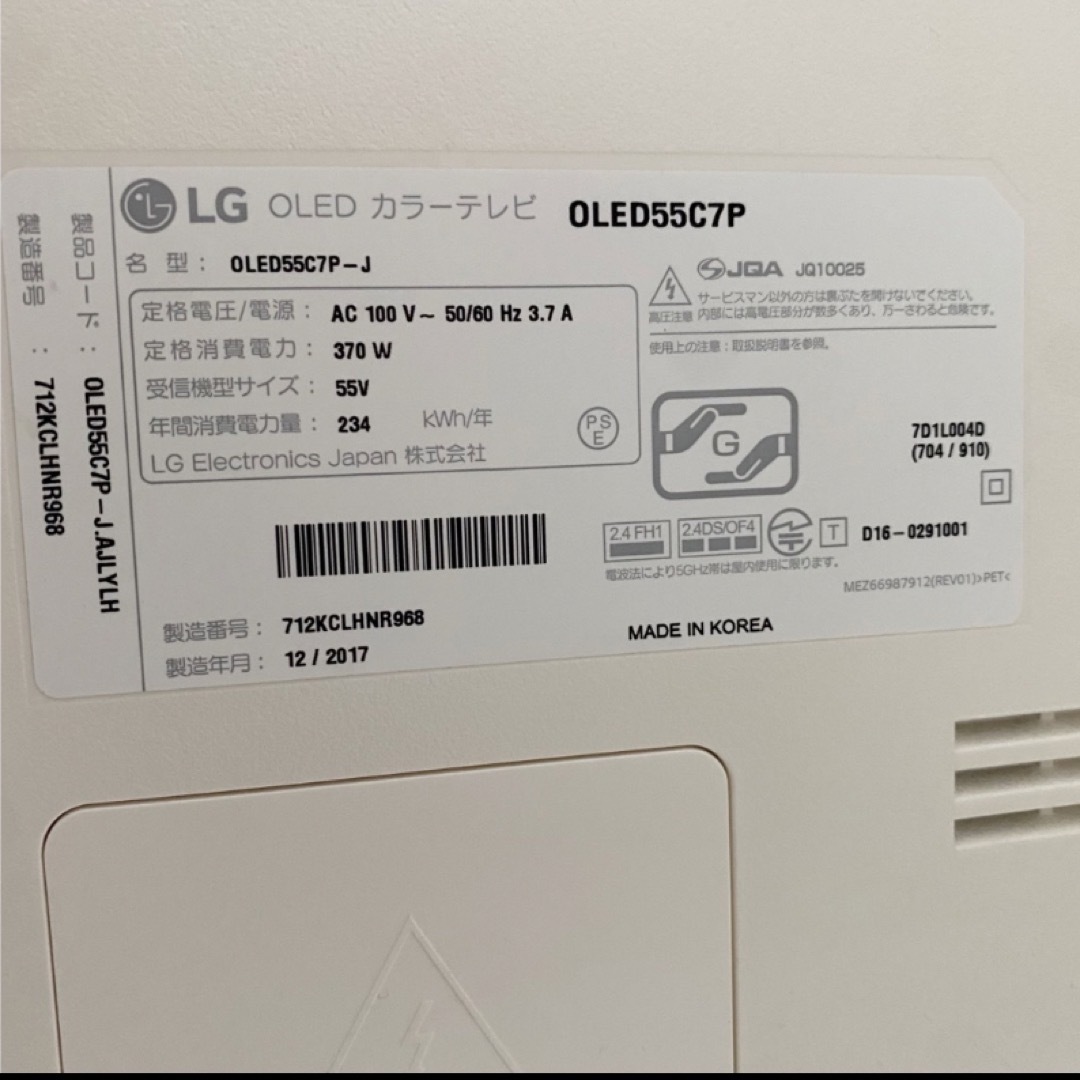 製造番号 : 712KCLHNR968
製品コード : OLED55C7P-J.AJLYLH
LG OLED カラーテレビ OLED55C7P
名 型 : OLED55C7P-J
定格電圧/電源 : AC 100 V~ 50/60 Hz 3.7 A
定格消費電力 : 370 W
受信機型サイズ : 55V
年間消費電力量 : 234 kWh/年
LG Electronics Japan 株式会社
PS
E
JQA JQ10025
サービスマン以外の方は裏ぶたを開けないでください。
高圧注意 内部には高電圧部分が数多くあり、万一さわると危険です。
使用上の注意 : 取扱説明書を参照。
G
7D1L004D
(704 / 910)
2.4 FH1 2.4DS/OF4 T D16-0291001
電波法により5GHz帯は屋内使用に限ります。
MEZ66987912(REV01)>PET<
製造番号 : 712KCLHNR968
製造年月 : 12 / 2017
MADE IN KOREA